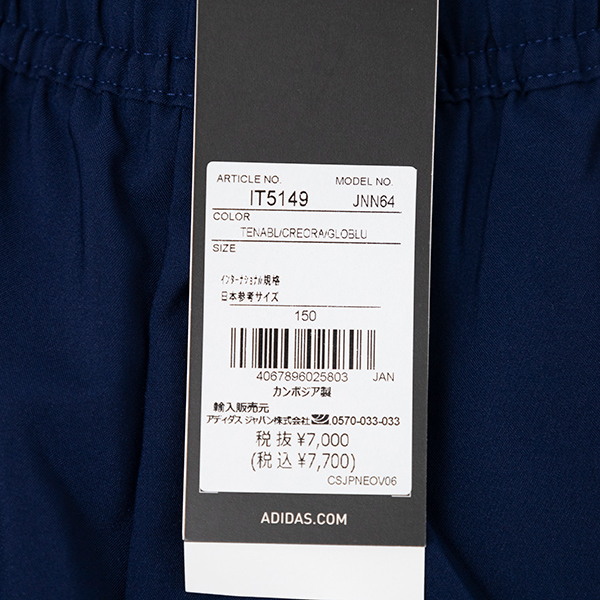 ARTICLE NO. MODEL NO.
IT5149 JNN64
COLOR
TENABL/CREORA/GLOBLU
SIZE
インターナショナル規格
日本参考サイズ
150
4067896025803 JAN
カンボジア製
輸入販売元
アディダス ジャパン株式会社 0570-033-033
税抜¥7,000
(税込¥7,700)
CSJPNEOV06
ADIDAS.COM